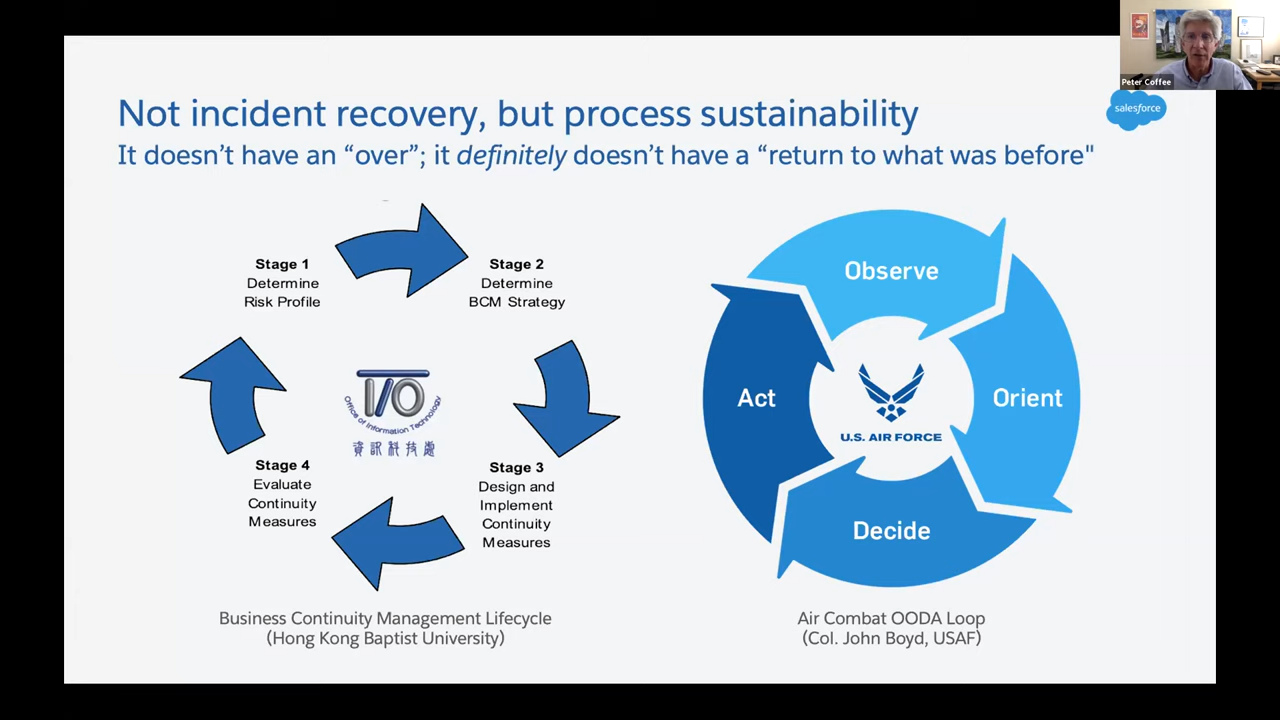 Peter Coffee
salesforce
Not incident recovery, but process sustainability
It doesn't have an “over”; it definitely doesn't have a “return to what was before"
Stage 1
Determine
Risk Profile
Stage 2
Determine
BCM Strategy
I/O
Office of Information Technology
資訊科技處
Stage 4
Evaluate
Continuity
Measures
Stage 3
Design and
Implement
Continuity
Measures
Business Continuity Management Lifecycle
(Hong Kong Baptist University)
Observe
Orient
Act
U.S. AIR FORCE
Decide
Air Combat OODA Loop
(Col. John Boyd, USAF)